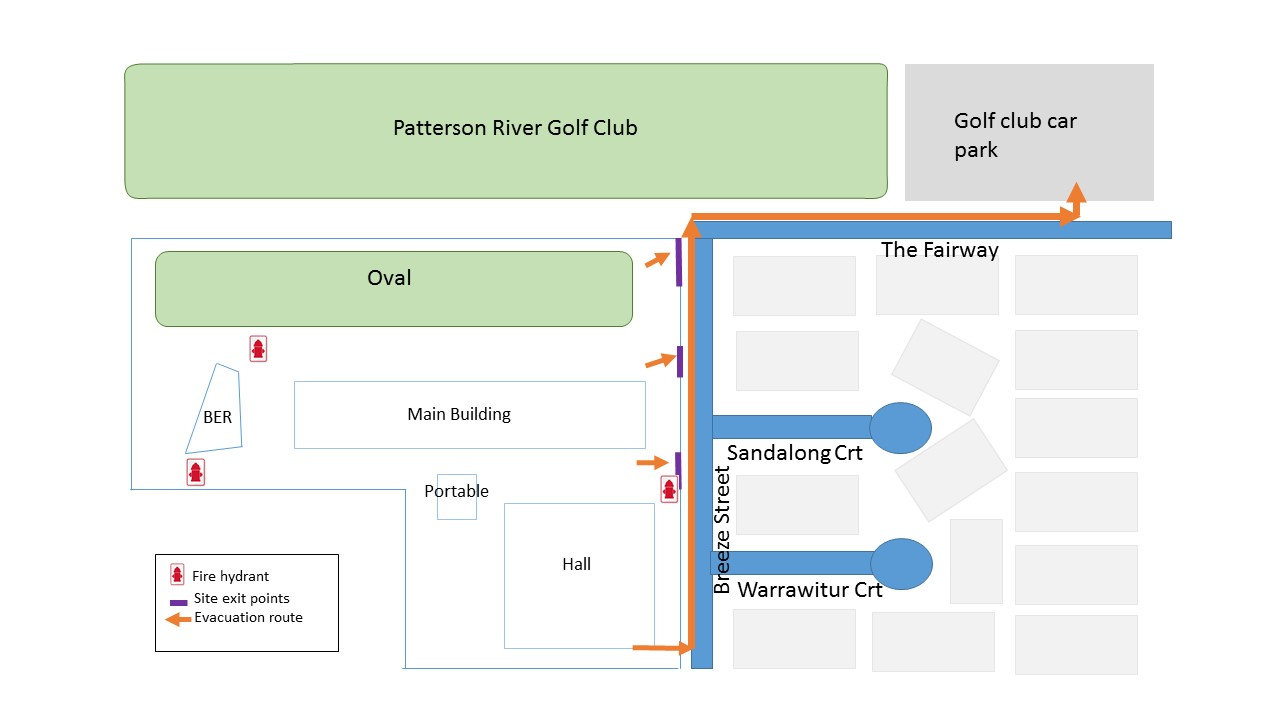 Patterson River Golf Club
Golf club car
park
The Fairway
Oval
BER
Main Building
Sandalong Crt
Portable
Breeze Street
Hall
Warrawitur Crt
Fire hydrant
Site exit points
Evacuation route